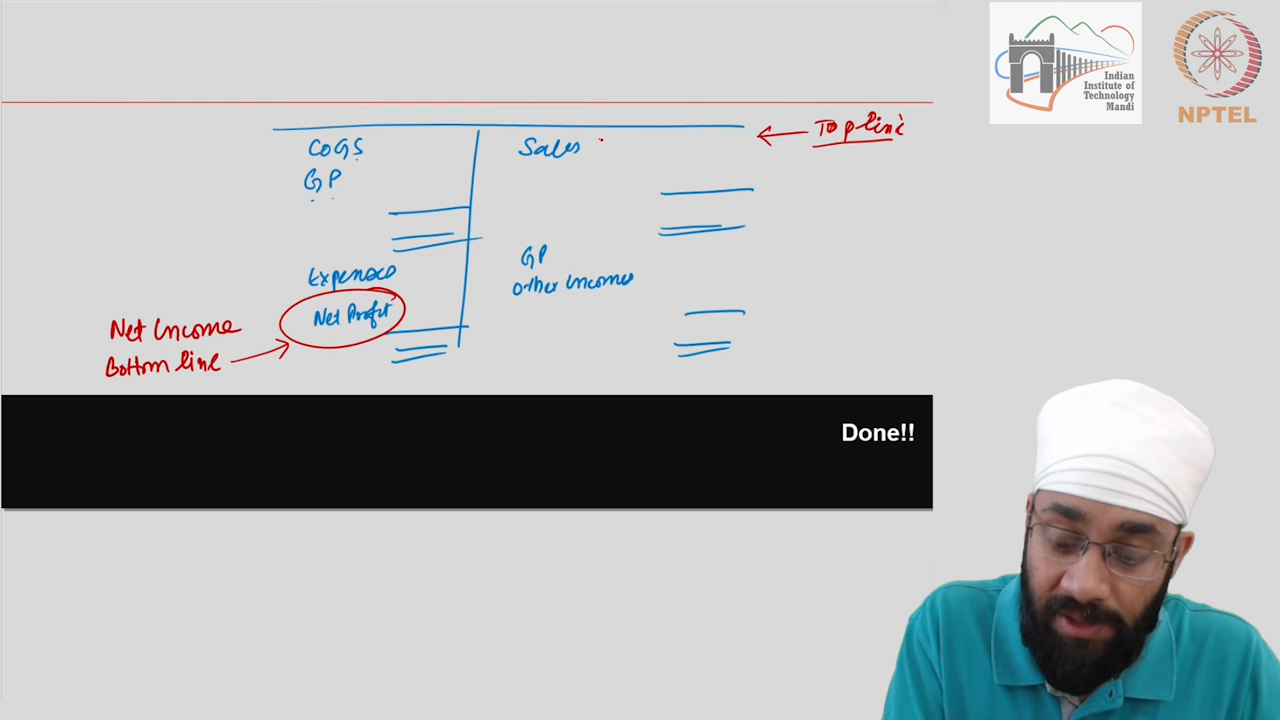 Indian
Institute of
Technology
Mandi
NPTEL
Top line
COGS
Sales
GP
GP
Expenses
Other Income
Net Profit
Net Income
Bottom line
Done!!